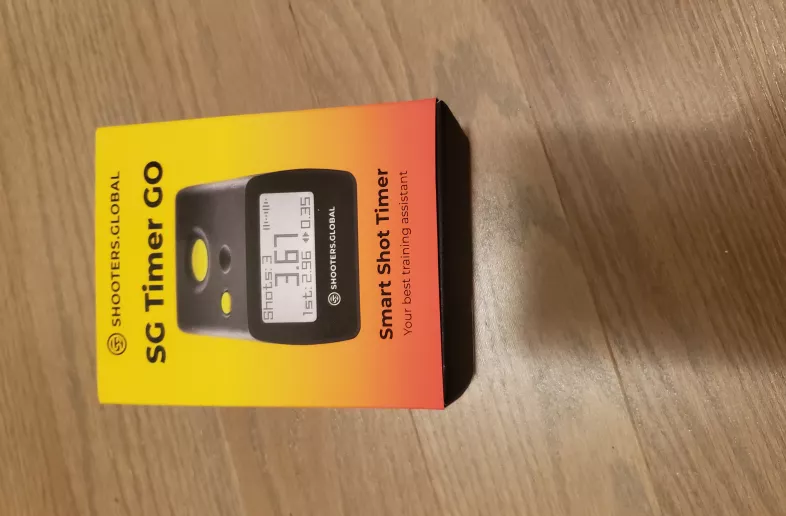 SHOOTERS.GLOBAL
SG Timer GO
Shots:3
3.67
1st:2.96 0.35
SHOOTERS.GLOBAL
Smart Shot Timer
Your best training assistant